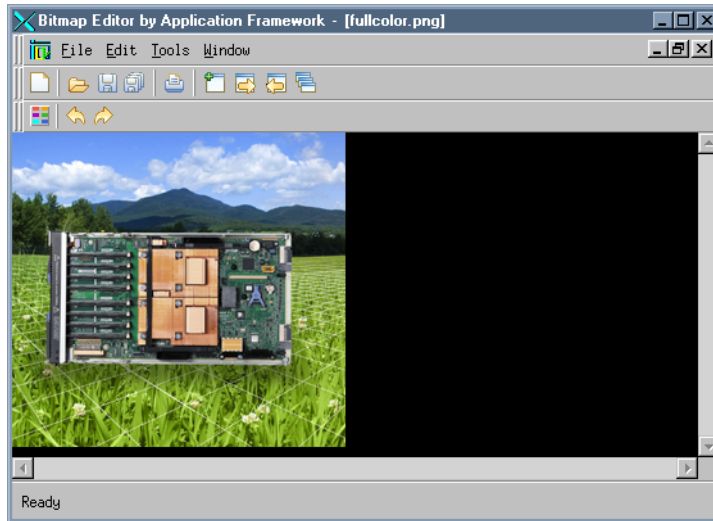 Bitmap Editor by Application Framework - [fullcolor.png]
File Edit Tools Window
Ready